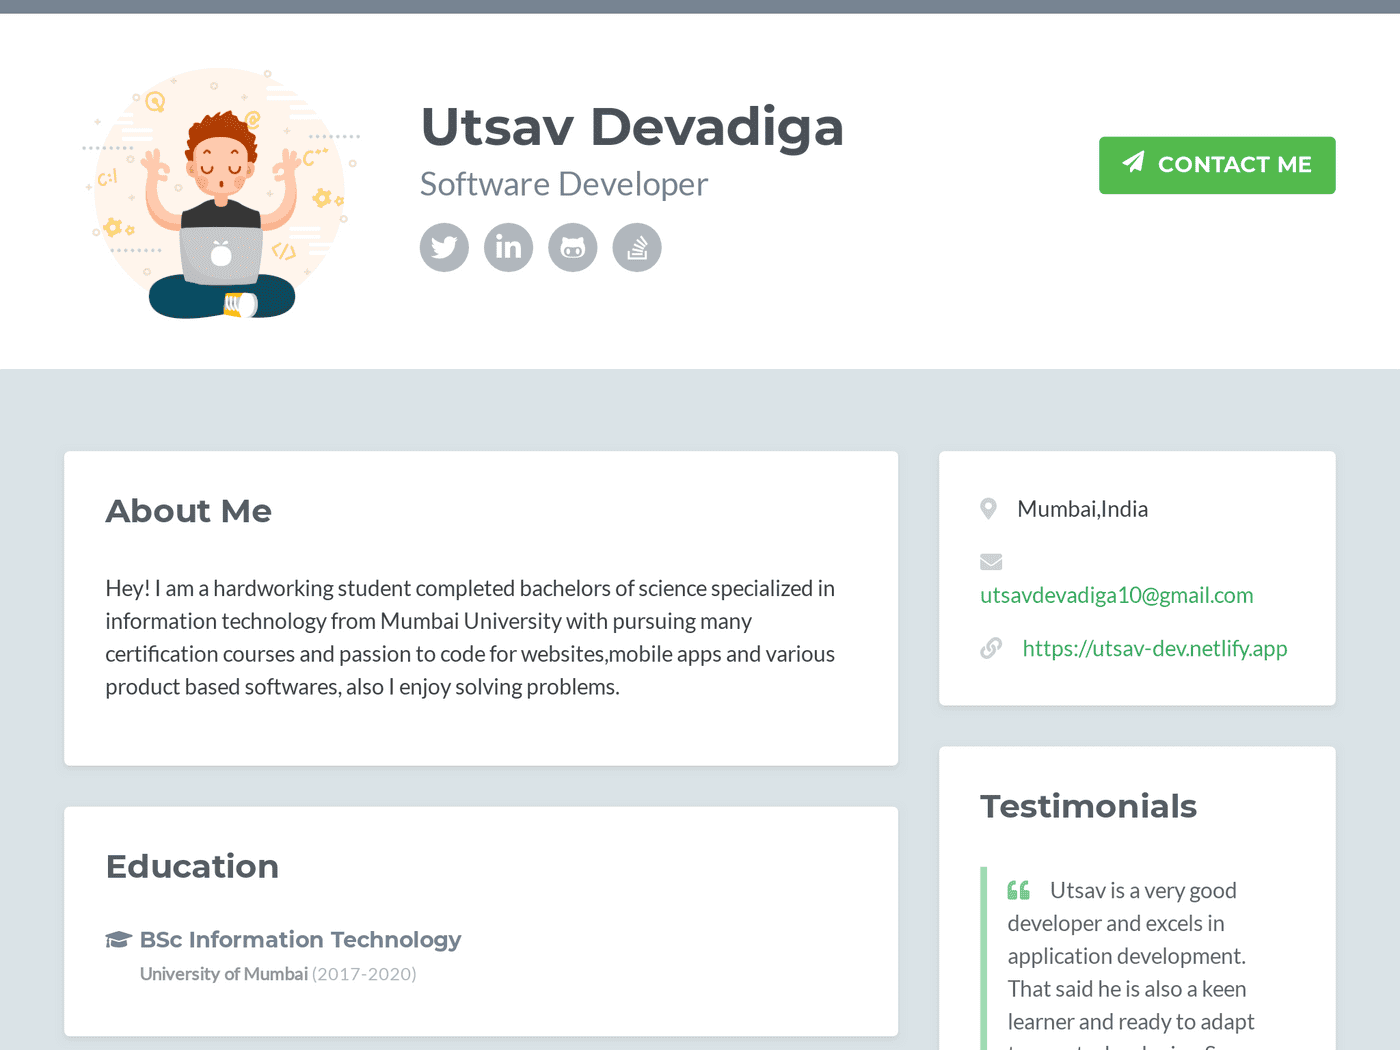 Utsav Devadiga
Software Developer
CONTACT ME
About Me
Hey! I am a hardworking student completed bachelors of science specialized in
information technology from Mumbai University with pursuing many
certification courses and passion to code for websites,mobile apps and various
product based softwares, also I enjoy solving problems.
Education
BSc Information Technology
University of Mumbai (2017-2020)
Mumbai,India
utsavdevadiga10@gmail.com
https://utsav-dev.netlify.app
Testimonials
Utsav is a very good
developer and excels in
application development.
That said he is also a keen
learner and ready to adapt